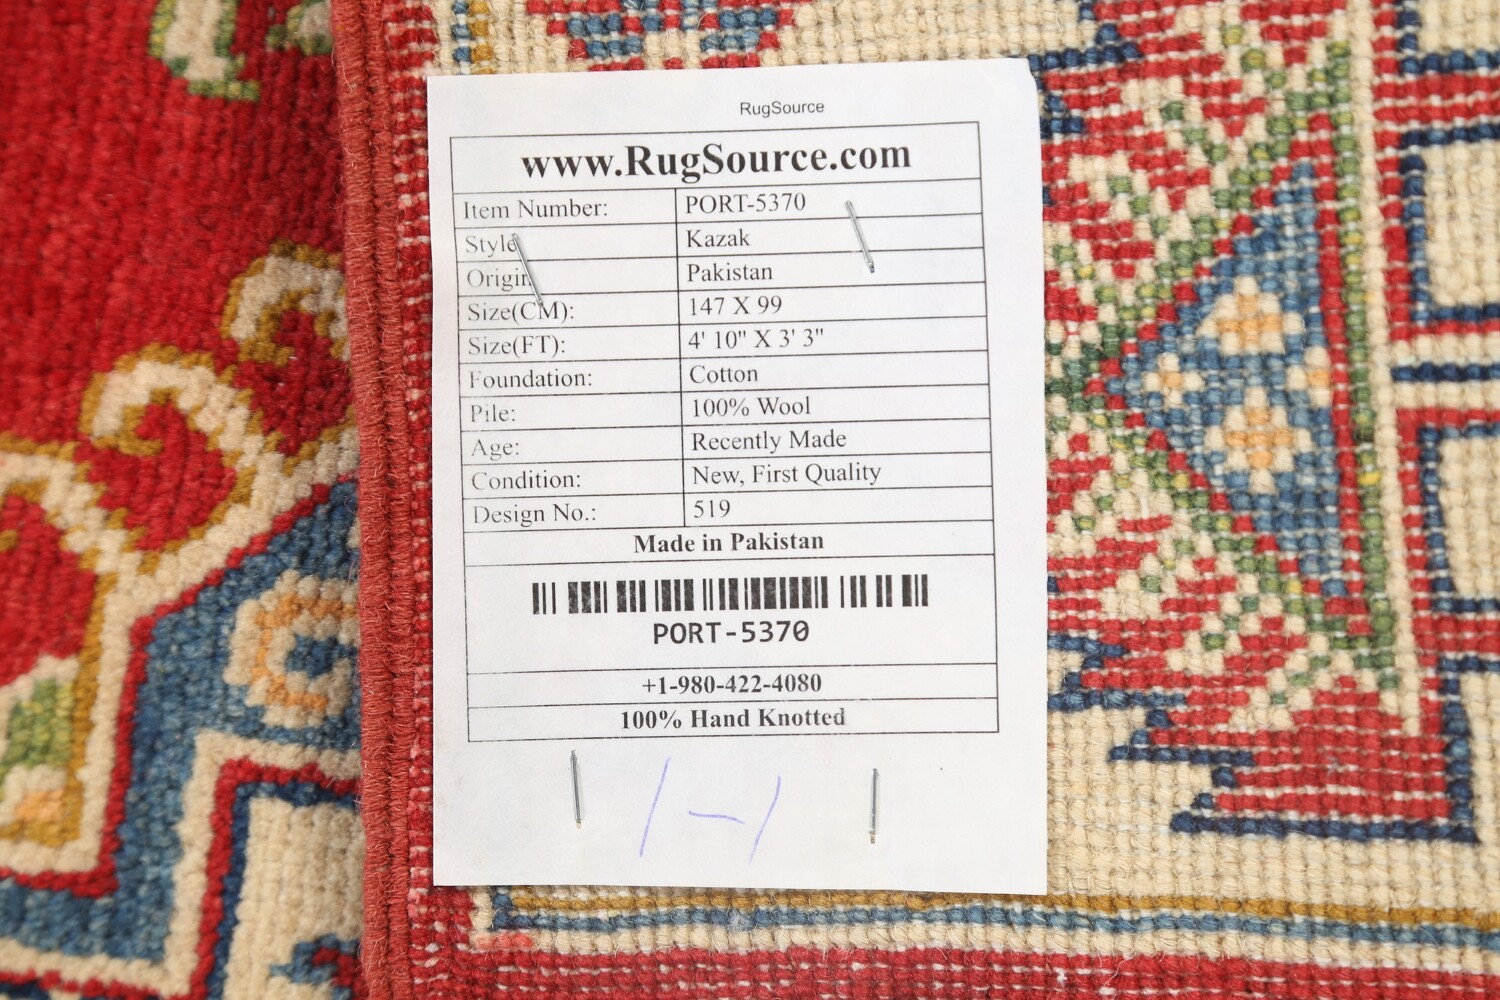 RugSource
www.RugSource.com
Item Number: PORT-5370
Style Kazak
Origin Pakistan
Size(CM): 147 X 99
Size(FT): 4' 10" X 3' 3"
Foundation: Cotton
Pile: 100% Wool
Age: Recently Made
Condition: New, First Quality
Design No.: 519
Made in Pakistan
PORT-5370
+1-980-422-4080
100% Hand Knotted
1-1